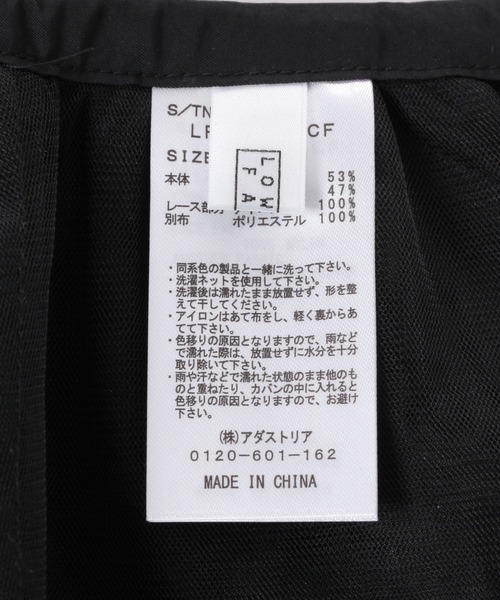 S/TN
CF
SIZE
LOW
FA
本体 53%
47%
レース部分 100%
別布 ポリエステル 100%
・同系色の製品と一緒に洗って下さい。
・洗濯ネットを使用して下さい。
・洗濯後は濡れたまま放置せず、形を整
えて干してください。
・アイロンはあて布をし、軽く裏からあ
てて下さい。
・色移りの原因となりますので、雨など
で濡れた際は、放置せずに水分を十分
取り除いて下さい。
・雨や汗などで濡れた状態のまま他のも
のと重ねたり、カバンの中に入れると
色移りの原因となりますので、お避け
下さい。
(株)アダストリア
0120-601-162
MADE IN CHINA